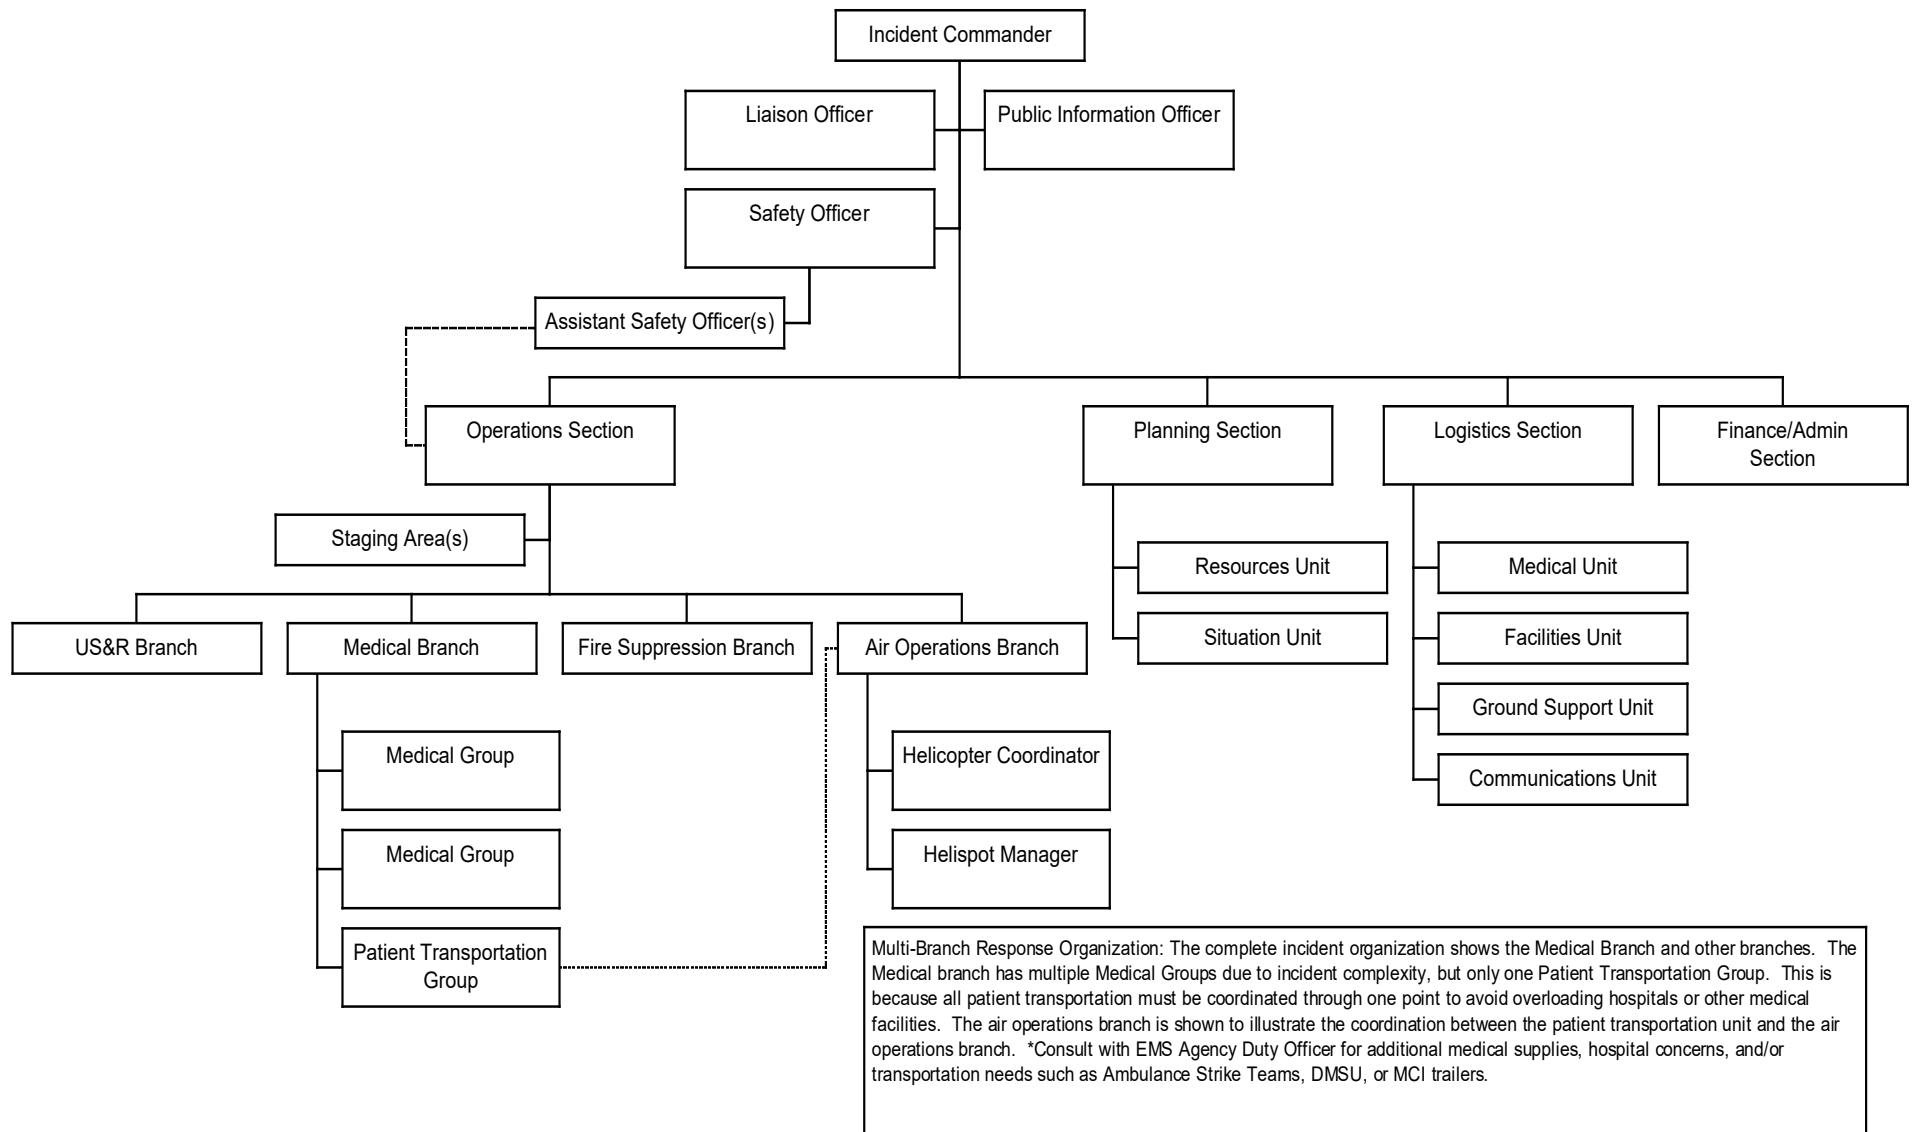 Incident Commander
Liaison Officer
Public Information Officer
Safety Officer
Assistant Safety Officer(s)
Operations Section
Planning Section
Logistics Section
Finance/Admin
Section
Staging Area(s)
Resources Unit
Medical Unit
Situation Unit
Facilities Unit
US&R Branch
Medical Branch
Fire Suppression Branch
Air Operations Branch
Ground Support Unit
Medical Group
Helicopter Coordinator
Communications Unit
Medical Group
Helispot Manager
Patient Transportation
Group
Multi-Branch Response Organization: The complete incident organization shows the Medical Branch and other branches.  The
Medical branch has multiple Medical Groups due to incident complexity, but only one Patient Transportation Group.  This is
because all patient transportation must be coordinated through one point to avoid overloading hospitals or other medical
facilities.  The air operations branch is shown to illustrate the coordination between the patient transportation unit and the air
operations branch.  *Consult with EMS Agency Duty Officer for additional medical supplies, hospital concerns, and/or
transportation needs such as Ambulance Strike Teams, DMSU, or MCI trailers.